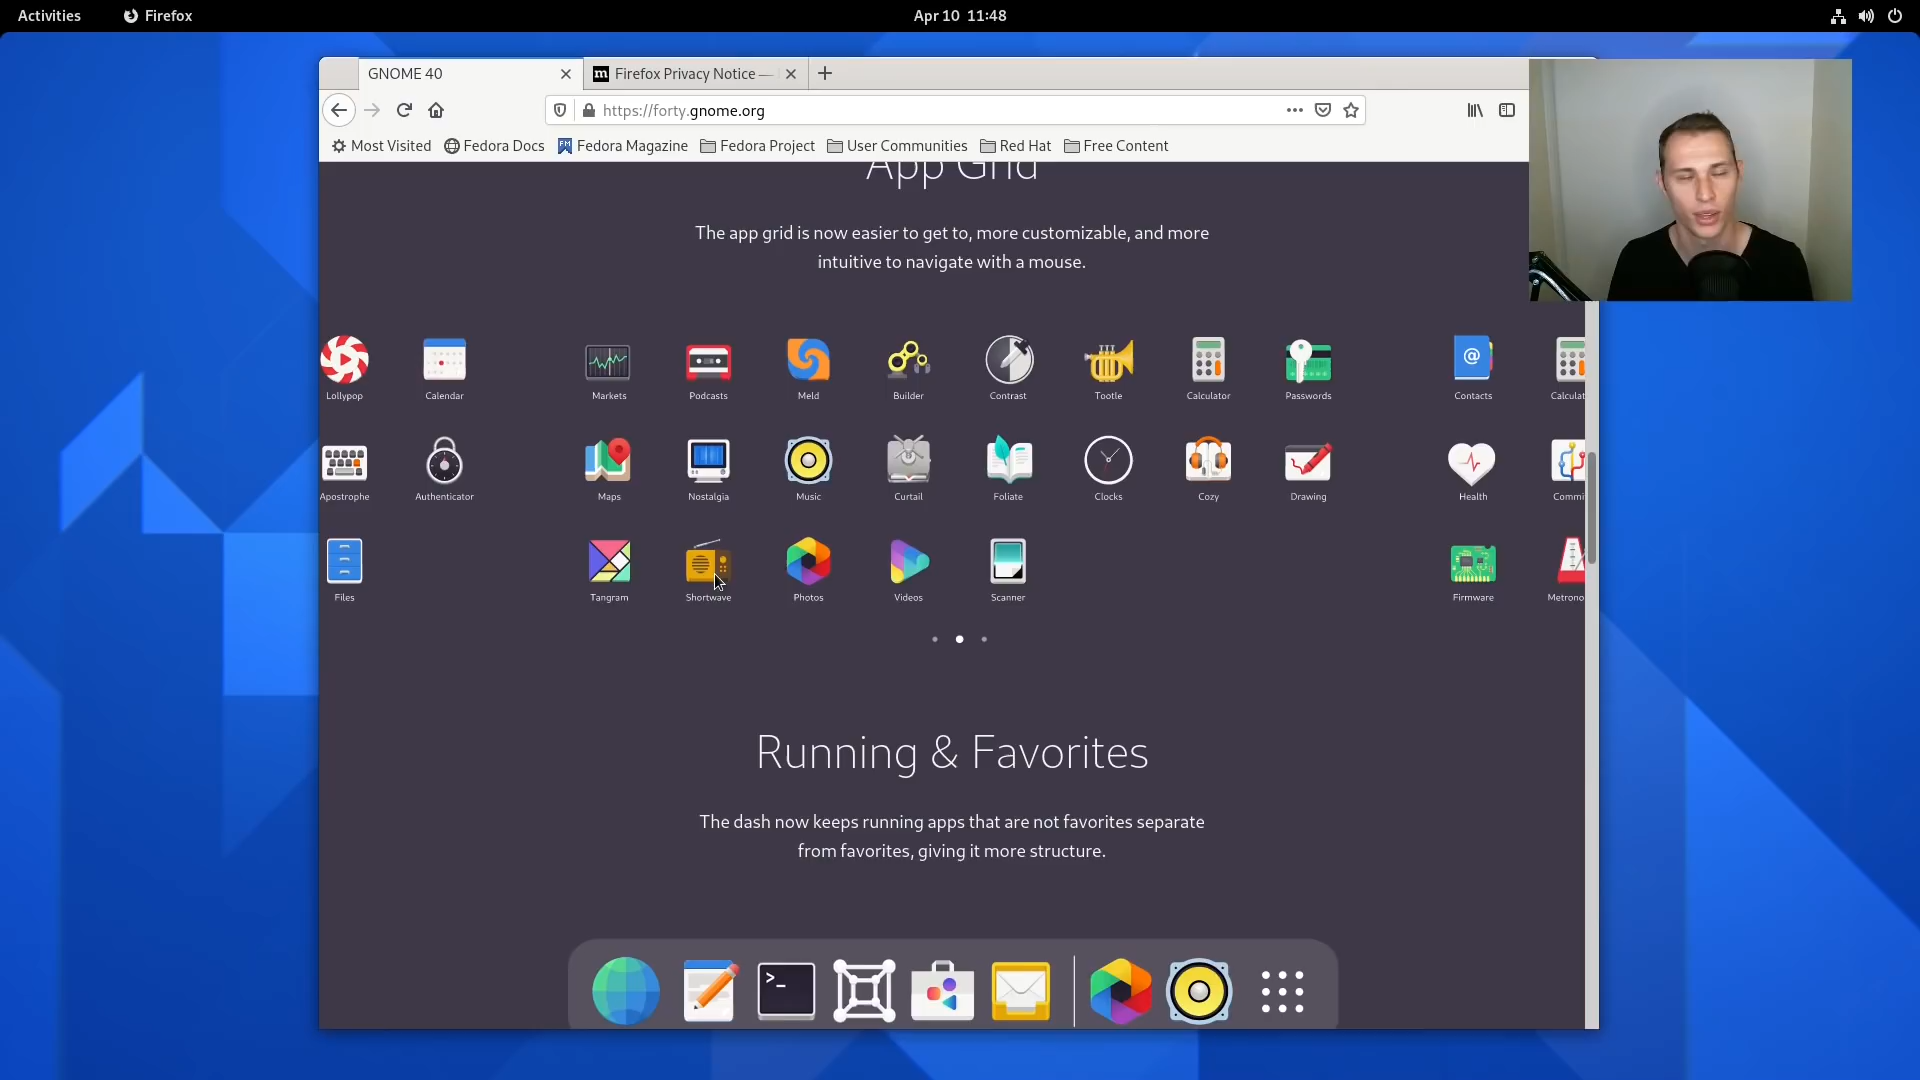 Activities Firefox Apr 10 11:48
GNOME 40 Firefox Privacy Notice —
https://forty.gnome.org
Most Visited Fedora Docs Fedora Magazine Fedora Project User Communities Red Hat Free Content
App Grid
The app grid is now easier to get to, more customizable, and more
intuitive to navigate with a mouse.
Lollypop Calendar Markets Podcasts Meld Builder Contrast Tootle Calculator Passwords Contacts Calculat
Apostrophe Authenticator Maps Nostalgia Music Curtail Foliate Clocks Cozy Drawing Health Commi
Files Tangram Shortwave Photos Videos Scanner Firmware Metrono
Running & Favorites
The dash now keeps running apps that are not favorites separate
from favorites, giving it more structure.